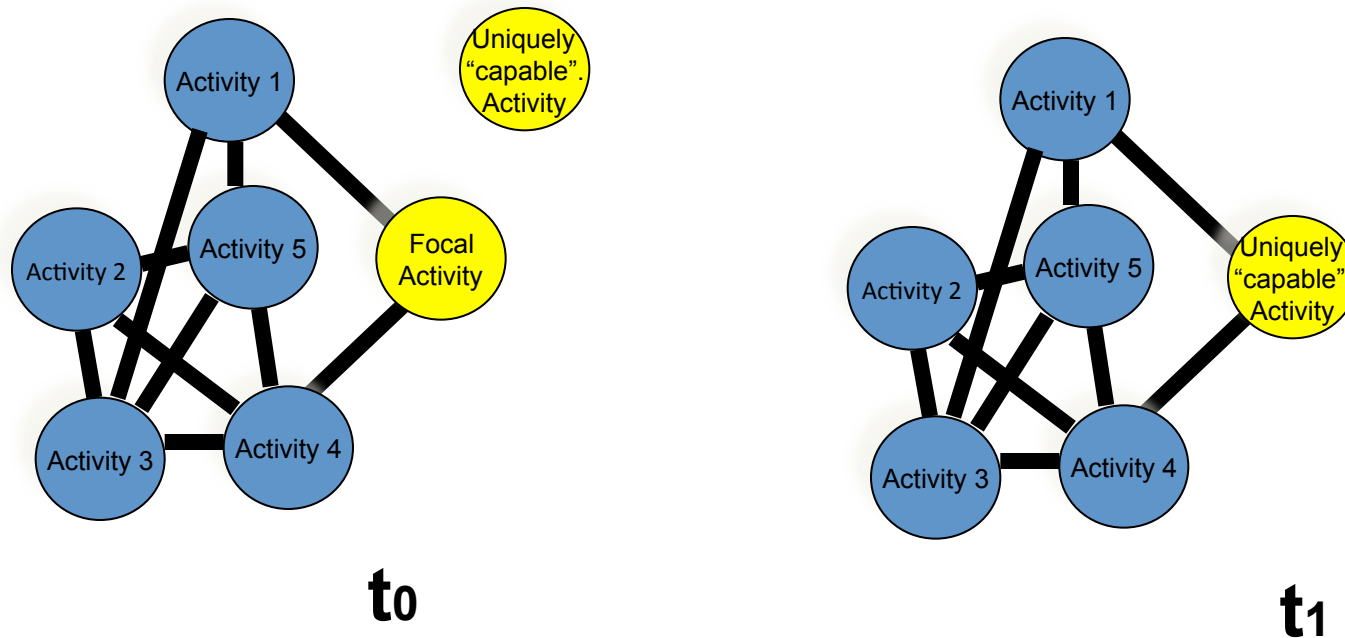 Activity 1
Uniquely
“capable”.
Activity
Activity 2
Activity 5
Focal
Activity
Activity 3
Activity 4
t0
Activity 1
Activity 2
Activity 5
Uniquely
“capable”
Activity
Activity 3
Activity 4
t1